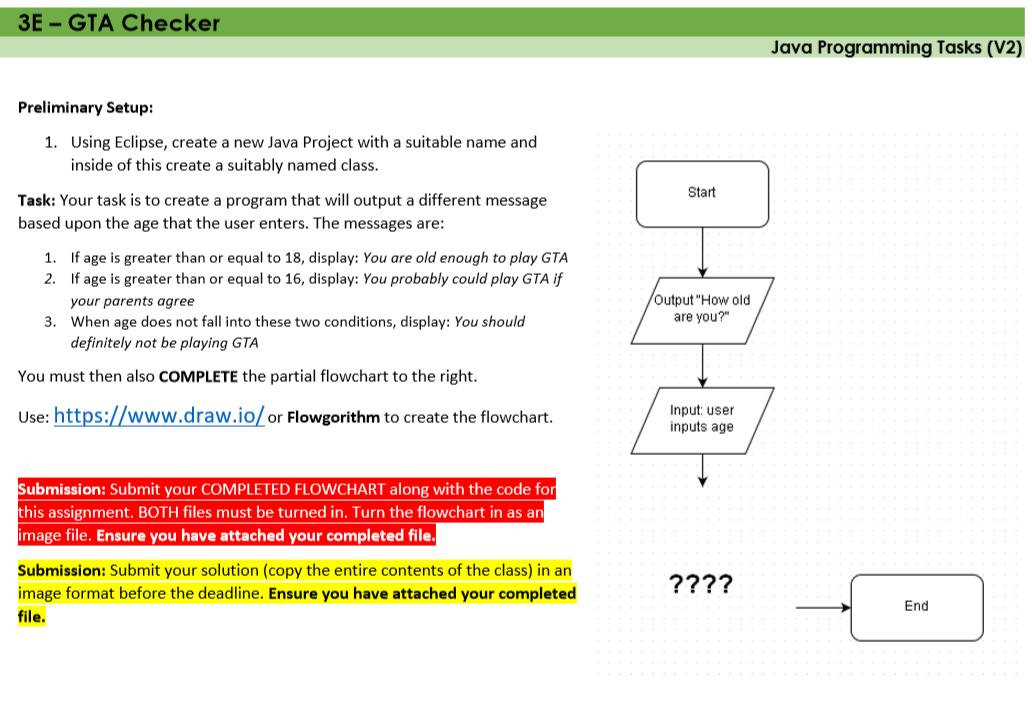 3E – GTA Checker
Java Programming Tasks (V2)
Preliminary Setup:
1. Using Eclipse, create a new Java Project with a suitable name and
inside of this create a suitably named class.
Task: Your task is to create a program that will output a different message
based upon the age that the user enters. The messages are:
1. If age is greater than or equal to 18, display: You are old enough to play GTA
2. If age is greater than or equal to 16, display: You probably could play GTA if
your parents agree
3. When age does not fall into these two conditions, display: You should
definitely not be playing GTA
You must then also COMPLETE the partial flowchart to the right.
Use: https://www.draw.io/ or Flowgorithm to create the flowchart.
Submission: Submit your COMPLETED FLOWCHART along with the code for
this assignment. BOTH files must be turned in. Turn the flowchart in as an
image file. Ensure you have attached your completed file.
Submission: Submit your solution (copy the entire contents of the class) in an
image format before the deadline. Ensure you have attached your completed
file.
Start
Output "How old
are you?"
Input: user
inputs age
????
End